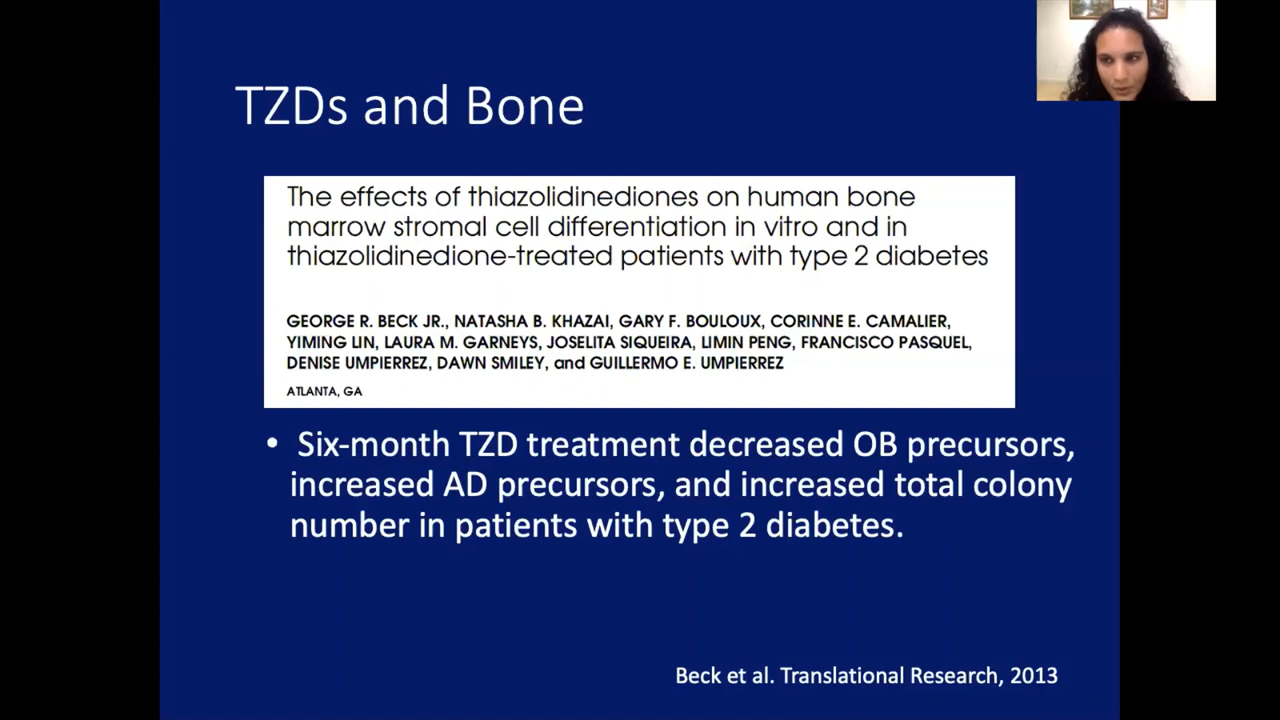 TZDs and Bone
The effects of thiazolidinediones on human bone
marrow stromal cell differentiation in vitro and in
thiazolidinedione-treated patients with type 2 diabetes
GEORGE R. BECK JR., NATASHA B. KHAZAI, GARY F. BOULOUX, CORINNE E. CAMALIER,
YIMING LIN, LAURA M. GARNEYS, JOSELITA SIQUEIRA, LIMIN PENG, FRANCISCO PASQUEL,
DENISE UMPIERREZ, DAWN SMILEY, and GUILLERMO E. UMPIERREZ
ATLANTA, GA
• Six-month TZD treatment decreased OB precursors,
increased AD precursors, and increased total colony
number in patients with type 2 diabetes.
Beck et al. Translational Research, 2013